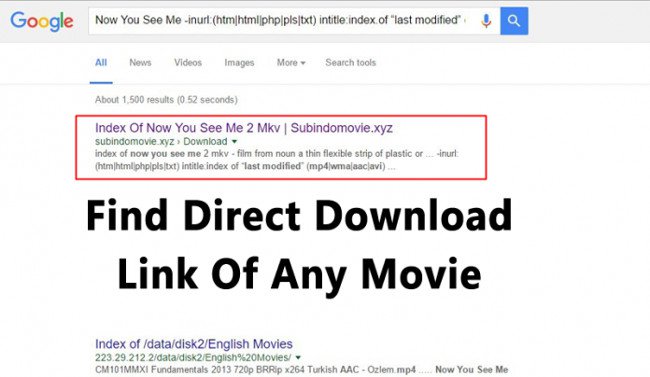 Google
Now You See Me -inurl:(htm|html|php|pls|txt) intitle:index.of “last modified”
All News Videos Images More Search tools
About 1,500 results (0.52 seconds)
Index Of Now You See Me 2 Mkv | Subindomovie.xyz
subindomovie.xyz › Download
index of now you see me 2 mkv - film from noun a thin flexible strip of plastic or ... -inurl:
(htm|html|php|pls|txt) intitle:index.of “last modified” (mp4|wma|aac|avi) ...
Find Direct Download
Link Of Any Movie
Index of /data/disk2/English Movies
223.29.212.2/data/disk2/English%20Movies/
CM101MMXI Fundamentals 2013 720p BRRip x264 Turkish AAC - Ozlem.mp4 ..... Now You See Me